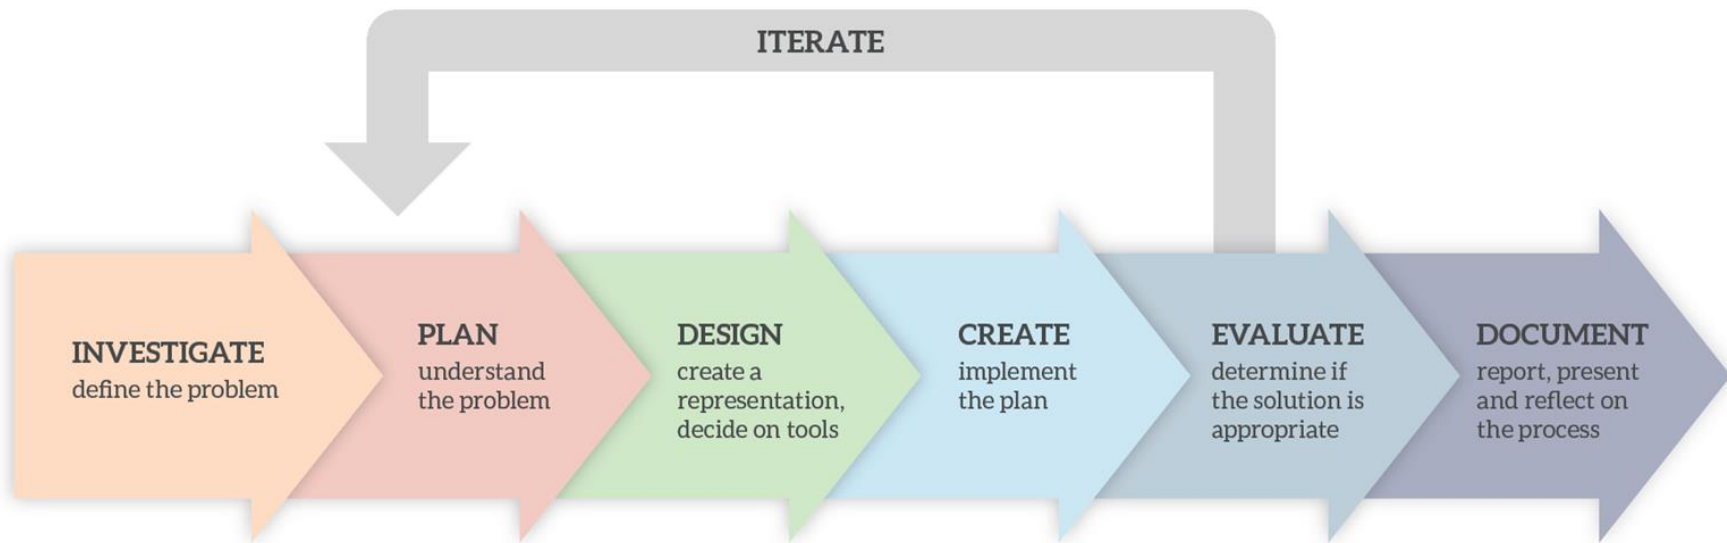 ITERATE
INVESTIGATE
define the problem
PLAN
understand
the problem
DESIGN
create a
representation,
decide on tools
CREATE
implement
the plan
EVALUATE
determine if
the solution is
appropriate
DOCUMENT
report, present
and reflect on
the process